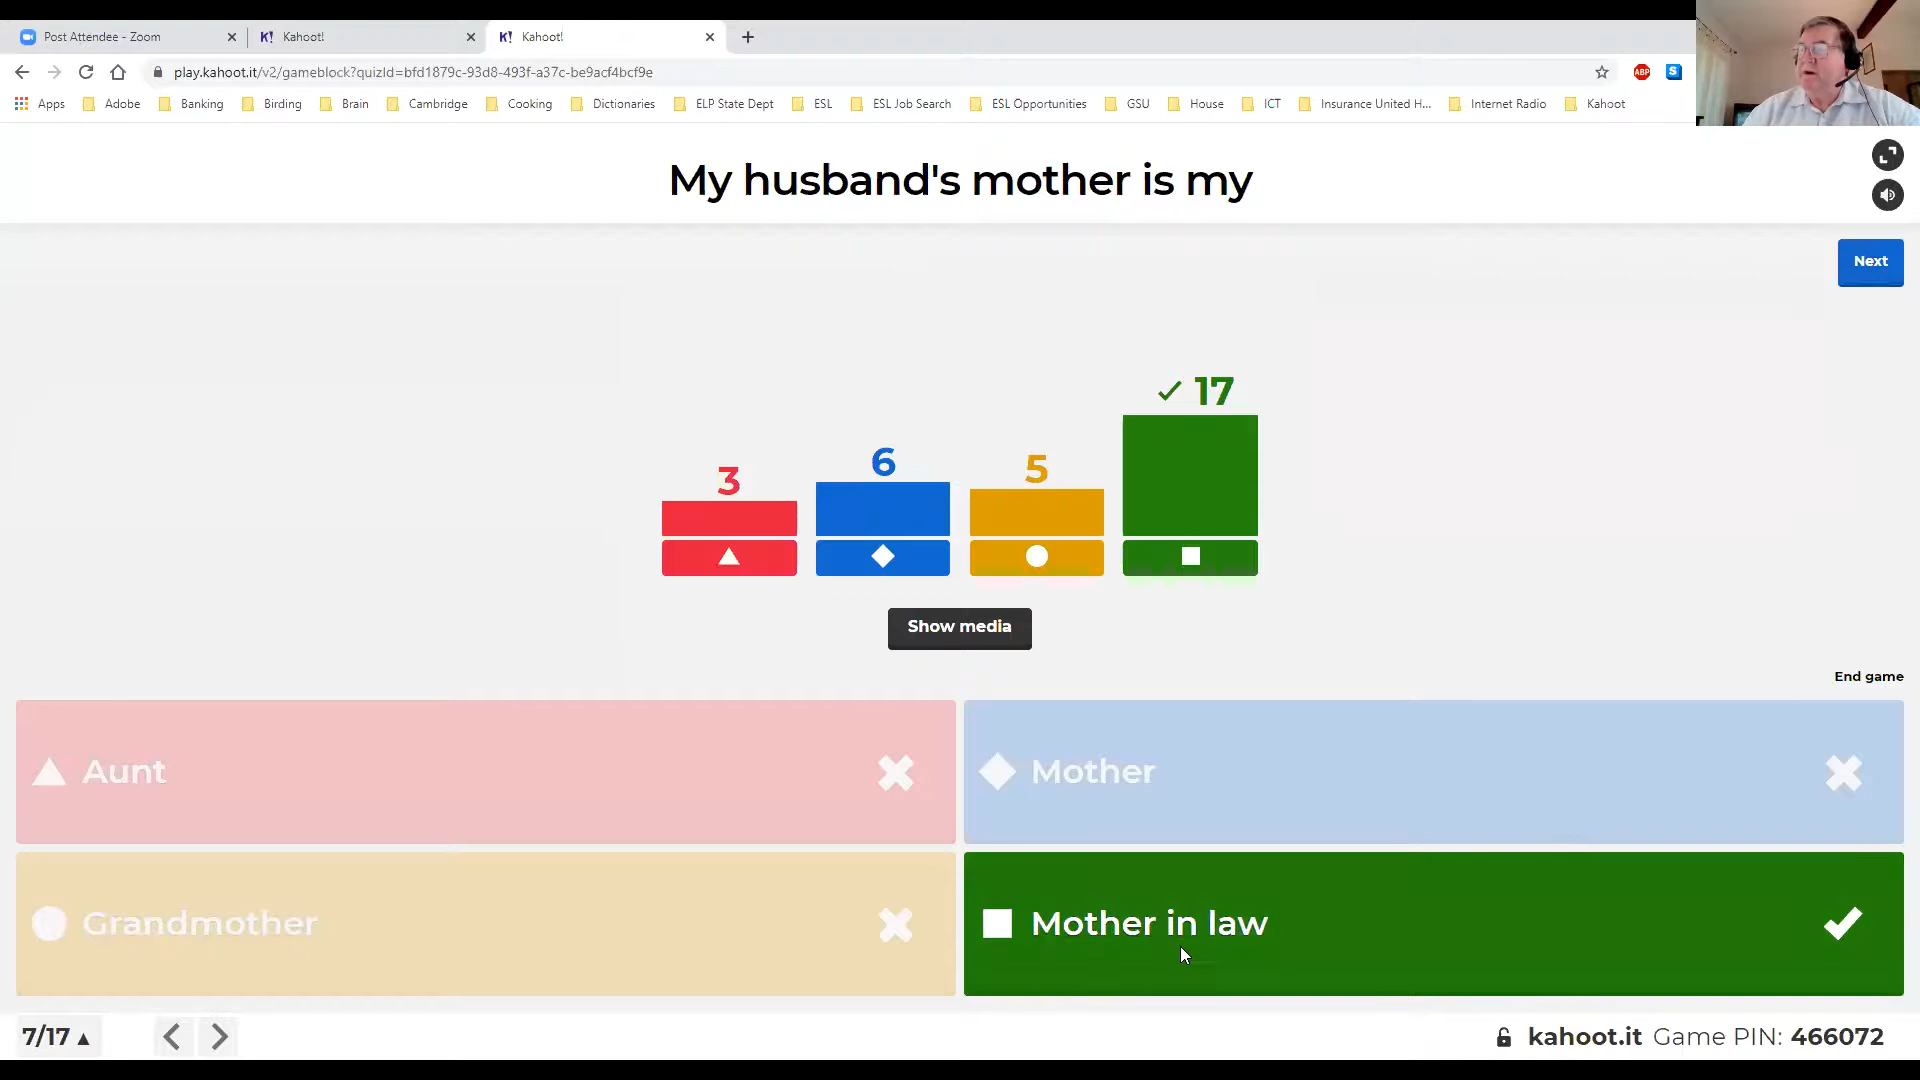 Post Attendee - Zoom
K! Kahoot!
K! Kahoot!
play.kahoot.it/v2/gameblock?quizId=bfd1879c-93d8-493f-a37c-be9acf4bcf9e
ABP
S
Apps Adobe Banking Birding Brain Cambridge Cooking Dictionaries ELP State Dept ESL ESL Job Search ESL Opportunities GSU House ICT Insurance United H... Internet Radio Kahoot
My husband's mother is my
Next
3
6
5
17
Show media
End game
Aunt
Mother
Grandmother
Mother in law
7/17
kahoot.it Game PIN: 466072